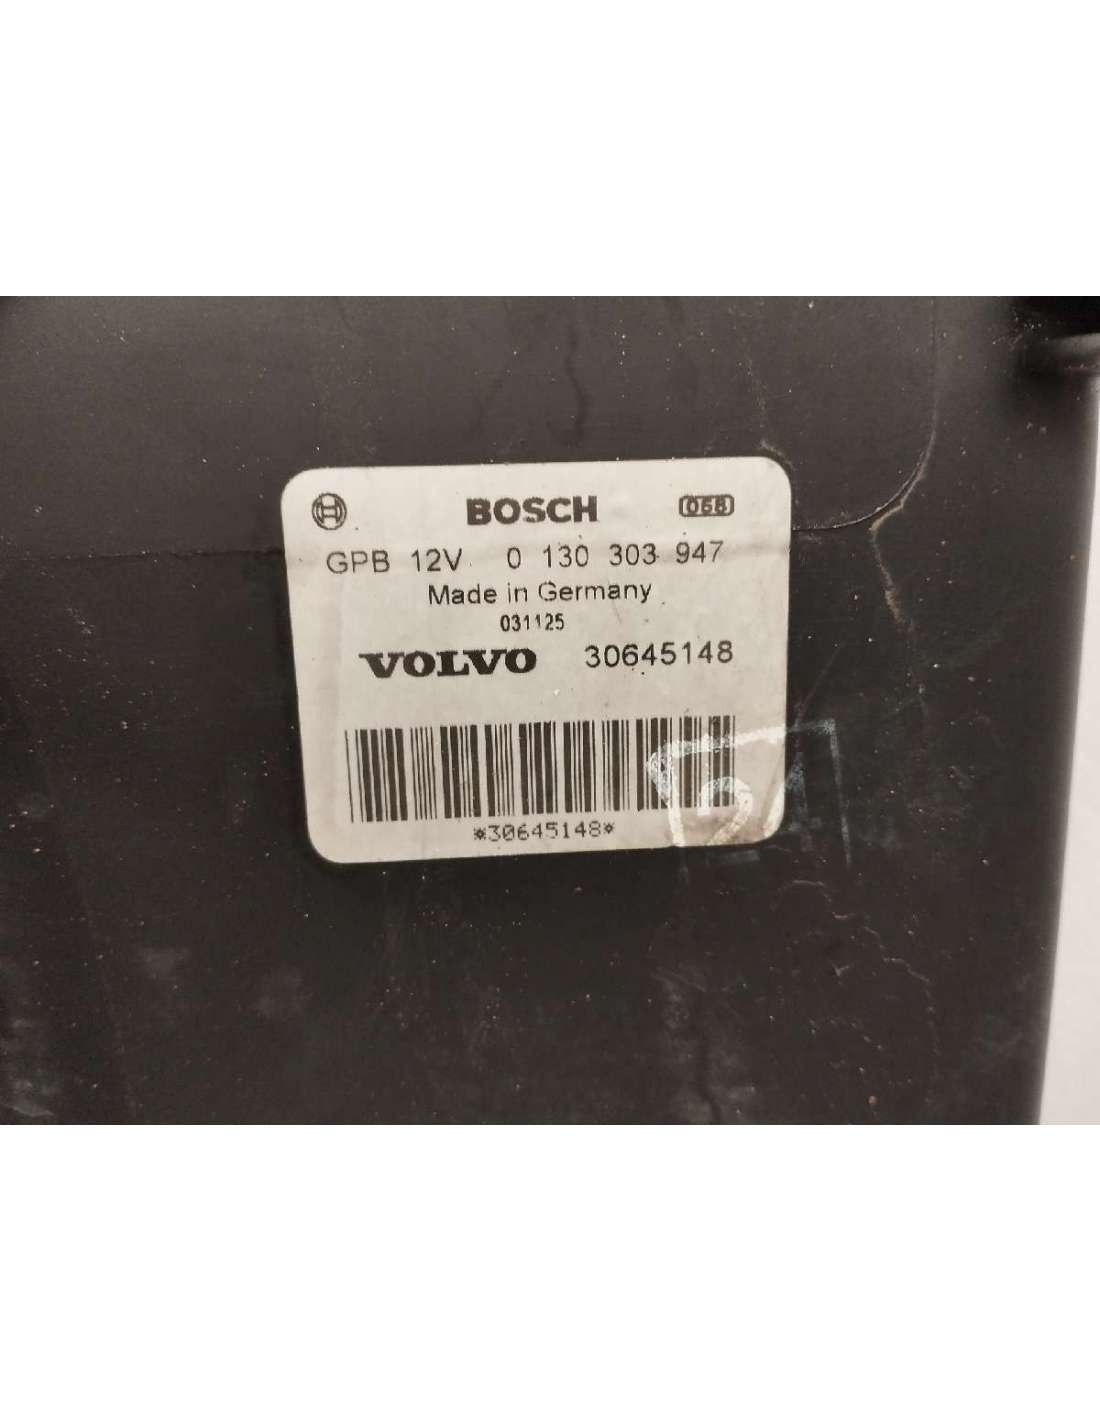 BOSCH 068
GPB 12V 0 130 303 947
Made in Germany
031125
VOLVO 30645148
*30645148*